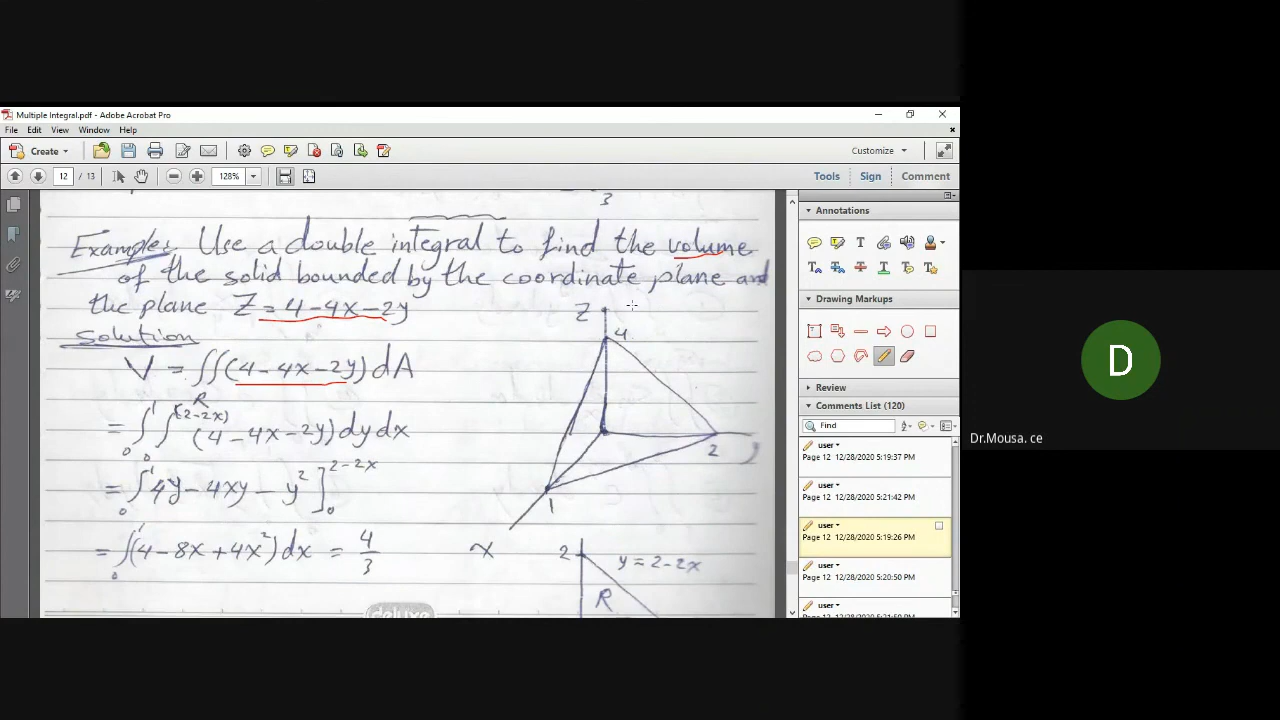 Multiple Integral.pdf - Adobe Acrobat Pro
File Edit View Window Help
Create Customize
12 / 13 128% Tools Sign Comment
3
Example: Use a double integral to find the volume
of the solid bounded by the coordinate plane and
the plane Z = 4-4x-2y
Solution
V = ∬(4-4x-2y)dA
R
= ∫₀¹ ∫₀^(2-2x) (4-4x-2y)dydx
= ∫₀¹ 4y-4xy-y²]₀^2-2x
= ∫₀¹(4-8x+4x²)dx = 4/3
Z
4
2
y
1
x
2
y=2-2x
R
deluxe
Annotations
Drawing Markups
Review
Comments List (120)
Find
user
Page 12 12/28/2020 5:19:37 PM
user
Page 12 12/28/2020 5:21:42 PM
user
Page 12 12/28/2020 5:19:26 PM
user
Page 12 12/28/2020 5:20:50 PM
user
D
Dr.Mousa. ce